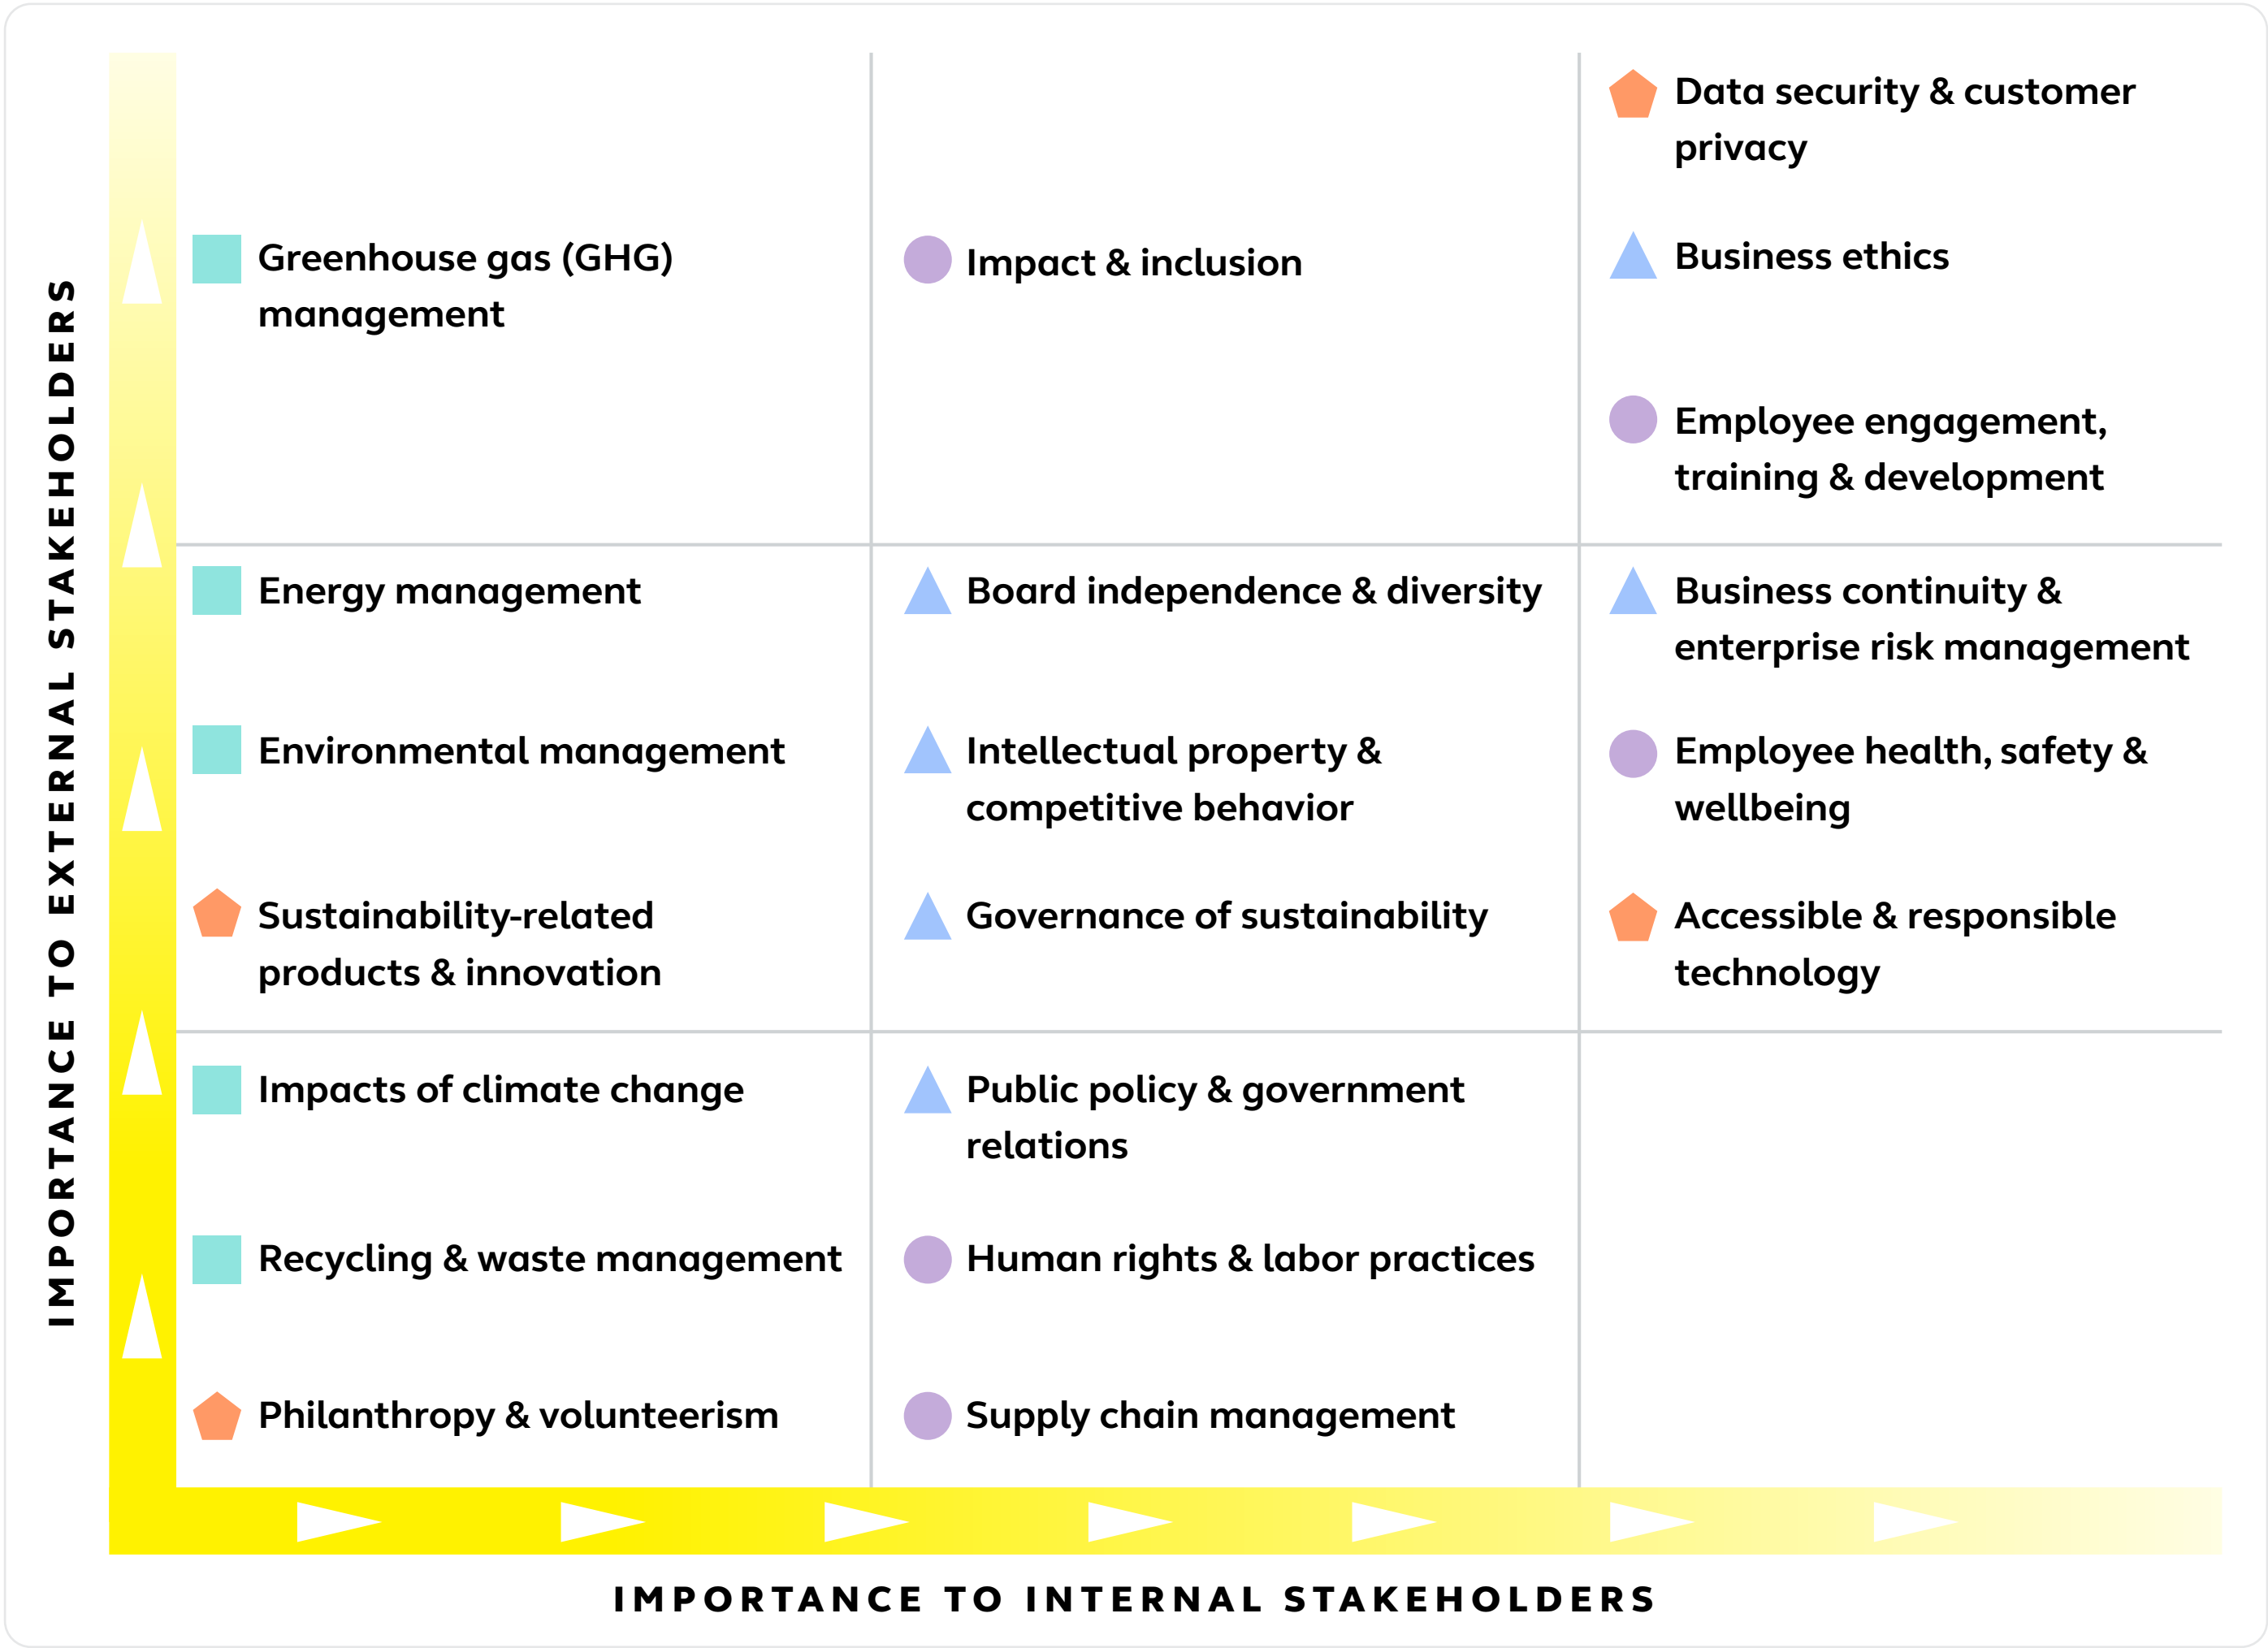 IMPORTANCE TO EXTERNAL STAKEHOLDERS
Greenhouse gas (GHG)
management
Impact & inclusion
Data security & customer
privacy
Business ethics
Employee engagement,
training & development
Energy management
Environmental management
Sustainability-related
products & innovation
Board independence & diversity
Intellectual property &
competitive behavior
Governance of sustainability
Business continuity &
enterprise risk management
Employee health, safety &
wellbeing
Accessible & responsible
technology
Impacts of climate change
Recycling & waste management
Philanthropy & volunteerism
Public policy & government
relations
Human rights & labor practices
Supply chain management
IMPORTANCE TO INTERNAL STAKEHOLDERS